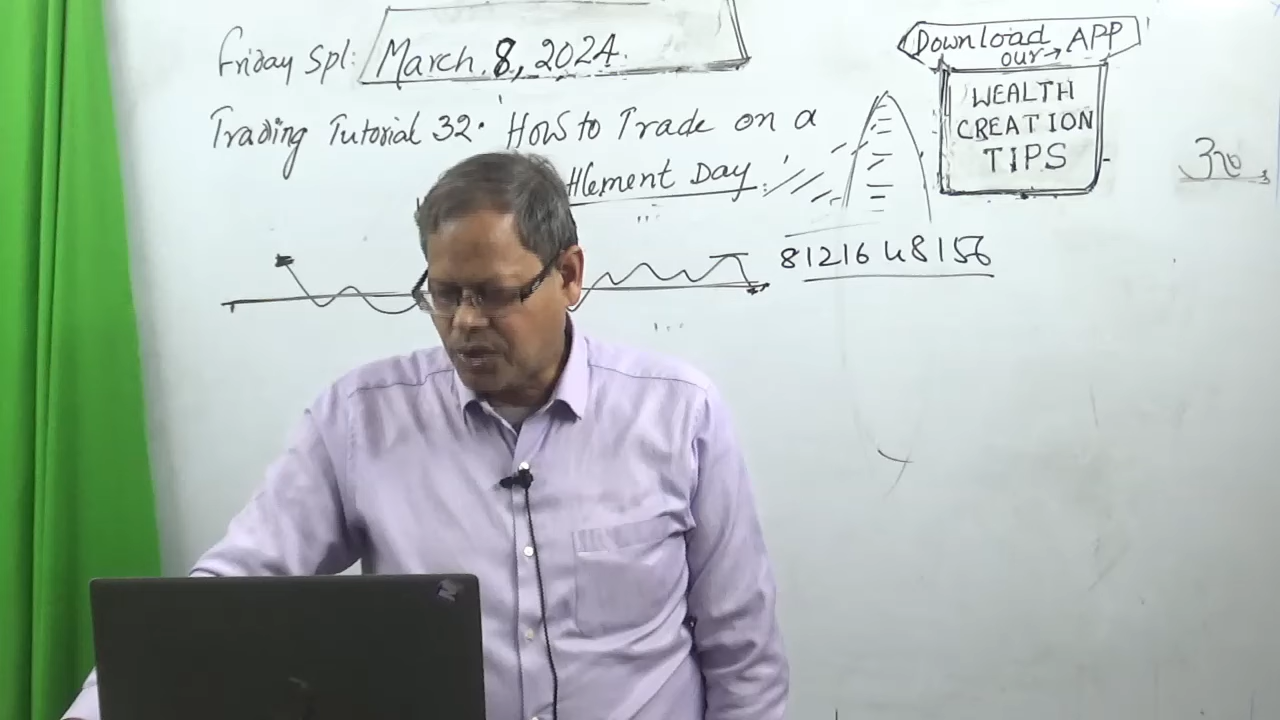 Friday Spl: March 8, 2024.
Download
our → APP
WEALTH
CREATION
TIPS
Trading Tutorial 32. How to Trade on a
ttlement Day
8121648156